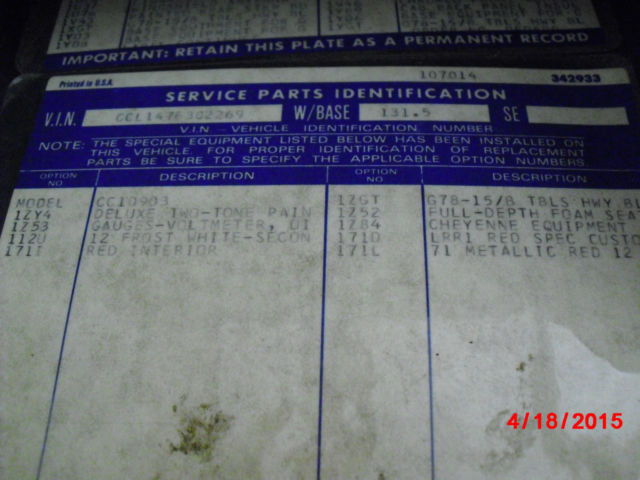 1Y03
IMPORTANT: RETAIN THIS PLATE AS A PERMANENT RECORD
Printed in U.S.A. 107014 342933
SERVICE PARTS IDENTIFICATION
V.I.N. W/BASE 131.5 SE
V.I.N.-VEHICLE IDENTIFICATION NUMBER
NOTE: THE SPECIAL EQUIPMENT LISTED BELOW HAS BEEN INSTALLED ON
THIS VEHICLE. FOR PROPER IDENTIFICATION OF REPLACEMENT
PARTS BE SURE TO SPECIFY THE APPLICABLE OPTION NUMBERS
OPTION NO DESCRIPTION OPTION NO DESCRIPTION
MODEL CC10903 1ZGT G78-15/B TBLS HWY BL
1ZY4 DELUXE TWO-TONE PAIN 1Z52 FULL-DEPTH FOAM SEA
1Z53 GAUGES-VOLTMETER, OI 1Z84 CHEYENNE EQUIPMENT
112U 12 FROST WHITE-SECON 171D LRR1 RED SPEC CUSTO
171I RED INTERIOR 171L 71 METALLIC RED 12
4/18/2015